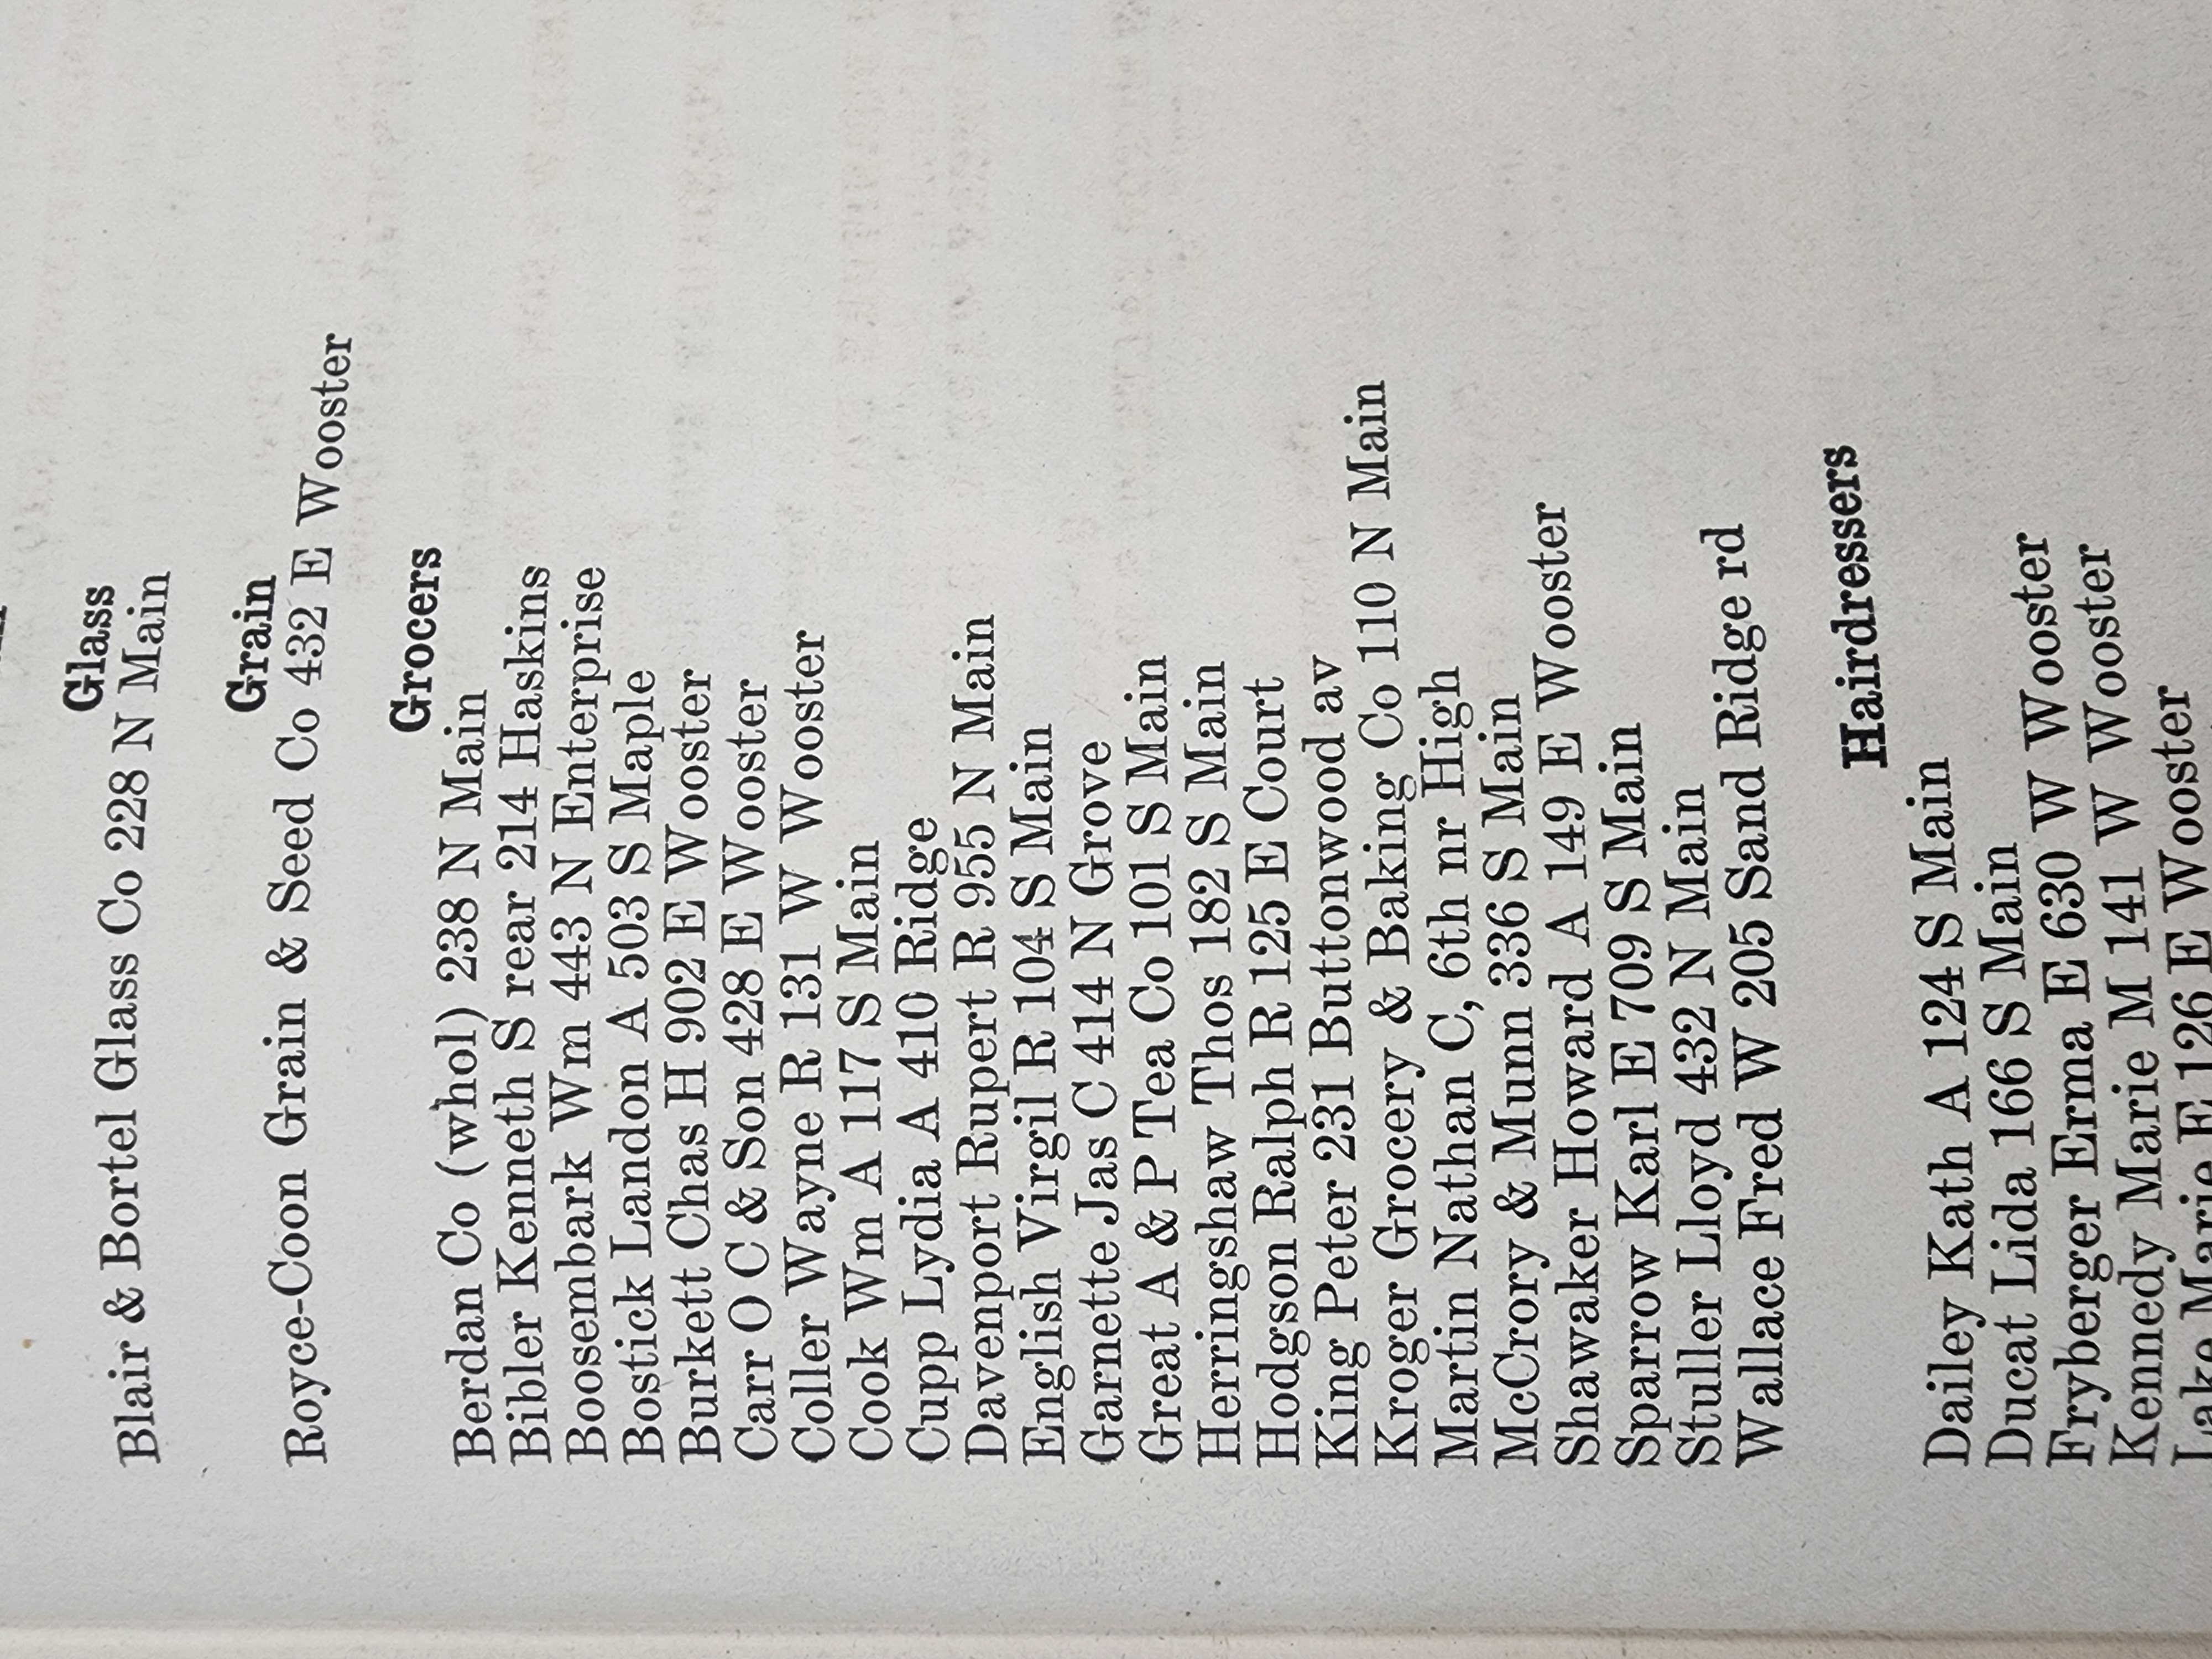 Glass
Blair & Bortel Glass Co 228 N Main
Grain
Royce-Coon Grain & Seed Co 432 E Wooster
Grocers
Berdan Co (whol) 238 N Main
Bibler Kenneth S rear 214 Haskins
Boosembark Wm 443 N Enterprise
Bostick Landon A 503 S Maple
Burkett Chas H 902 E Wooster
Carr O C & Son 428 E Wooster
Coller Wayne R 131 W Wooster
Cook Wm A 117 S Main
Cupp Lydia A 410 Ridge
Davenport Rupert R 955 N Main
English Virgil R 104 S Main
Garnette Jas C 414 N Grove
Great A & P Tea Co 101 S Main
Herringshaw Thos 182 S Main
Hodgson Ralph R 125 E Court
King Peter 231 Buttonwood av
Kroger Grocery & Baking Co 110 N Main
Martin Nathan C, 6th nr High
McCrory & Munn 336 S Main
Shawaker Howard A 149 E Wooster
Sparrow Karl E 709 S Main
Stuller Lloyd 432 N Main
Wallace Fred W 205 Sand Ridge rd
Hairdressers
Dailey Kath A 124 S Main
Ducat Lida 166 S Main
Fryberger Erma E 630 W Wooster
Kennedy Marie M 141 W Wooster
Lake Marie E 126 E Wooster